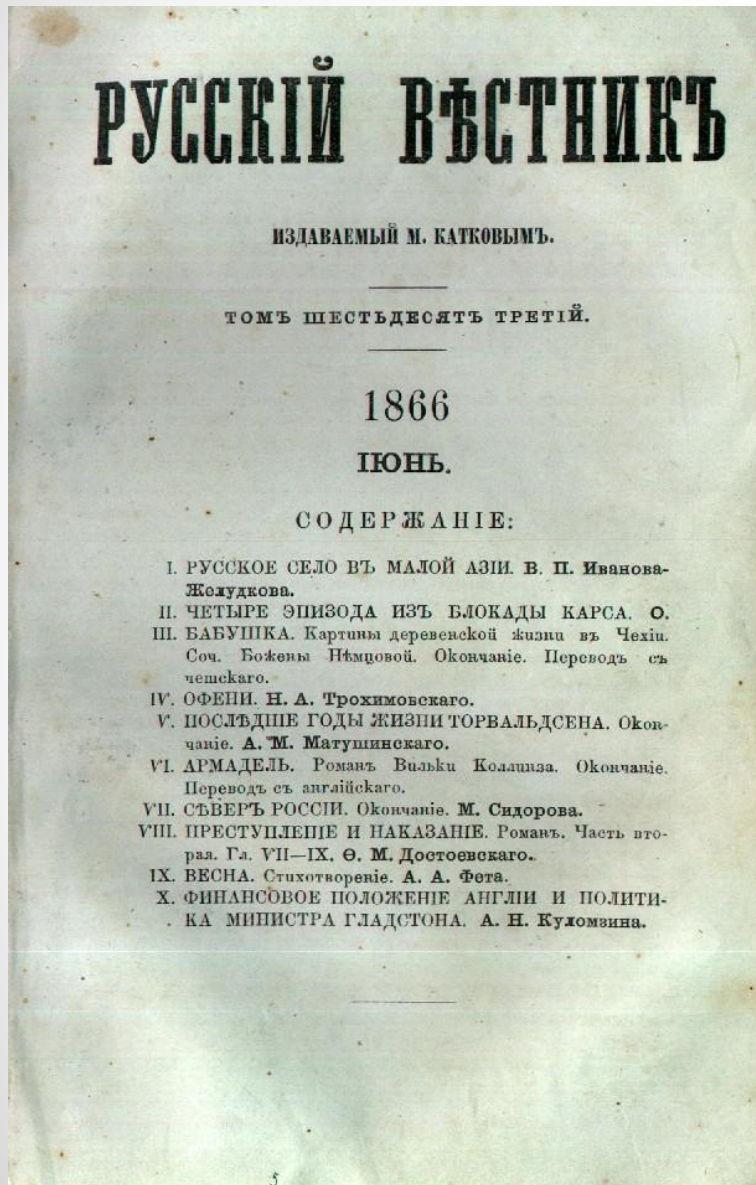 РУССКІЙ ВѢСТНИКЪ
ИЗДАВАЕМЫЙ М. КАТКОВЫМЪ.
ТОМЪ ШЕСТЬДЕСЯТЪ ТРЕТІЙ.
1866
ІЮНЬ.
СОДЕРЖАНІЕ:
I. РУССКОЕ СЕЛО ВЪ МАЛОЙ АЗІИ. В. П. Иванова-
Желудкова.
II. ЧЕТЫРЕ ЭПИЗОДА ИЗЪ БЛОКАДЫ КАРСА. О.
III. БАБУШКА. Картины деревенской жизни въ Чехіи.
Соч. Божены Нѣмцовой. Окончаніе. Переводъ съ
чешскаго.
IV. ОФЕНИ. Н. А. Трохимовскаго.
V. ПОСЛѢДНІЕ ГОДЫ ЖИЗНИ ТОРВАЛЬДСЕНА. Окон-
чаніе. А. М. Матушинскаго.
VI. АРМАДЕЛЬ. Романъ Вильки Коллинза. Окончаніе.
Переводъ съ англійскаго.
VII. СѢВЕРЪ РОССІИ. Окончаніе. М. Сидорова.
VIII. ПРЕСТУПЛЕНІЕ И НАКАЗАНІЕ. Романъ. Часть вто-
рая. Гл. VII—IX. Ѳ. М. Достоевскаго.
IX. ВЕСНА. Стихотвореніе. А. А. Фета.
X. ФИНАНСОВОЕ ПОЛОЖЕНІЕ АНГЛІИ И ПОЛИТИ-
КА МИНИСТРА ГЛАДСТОНА. А. Н. Куломзина.
5